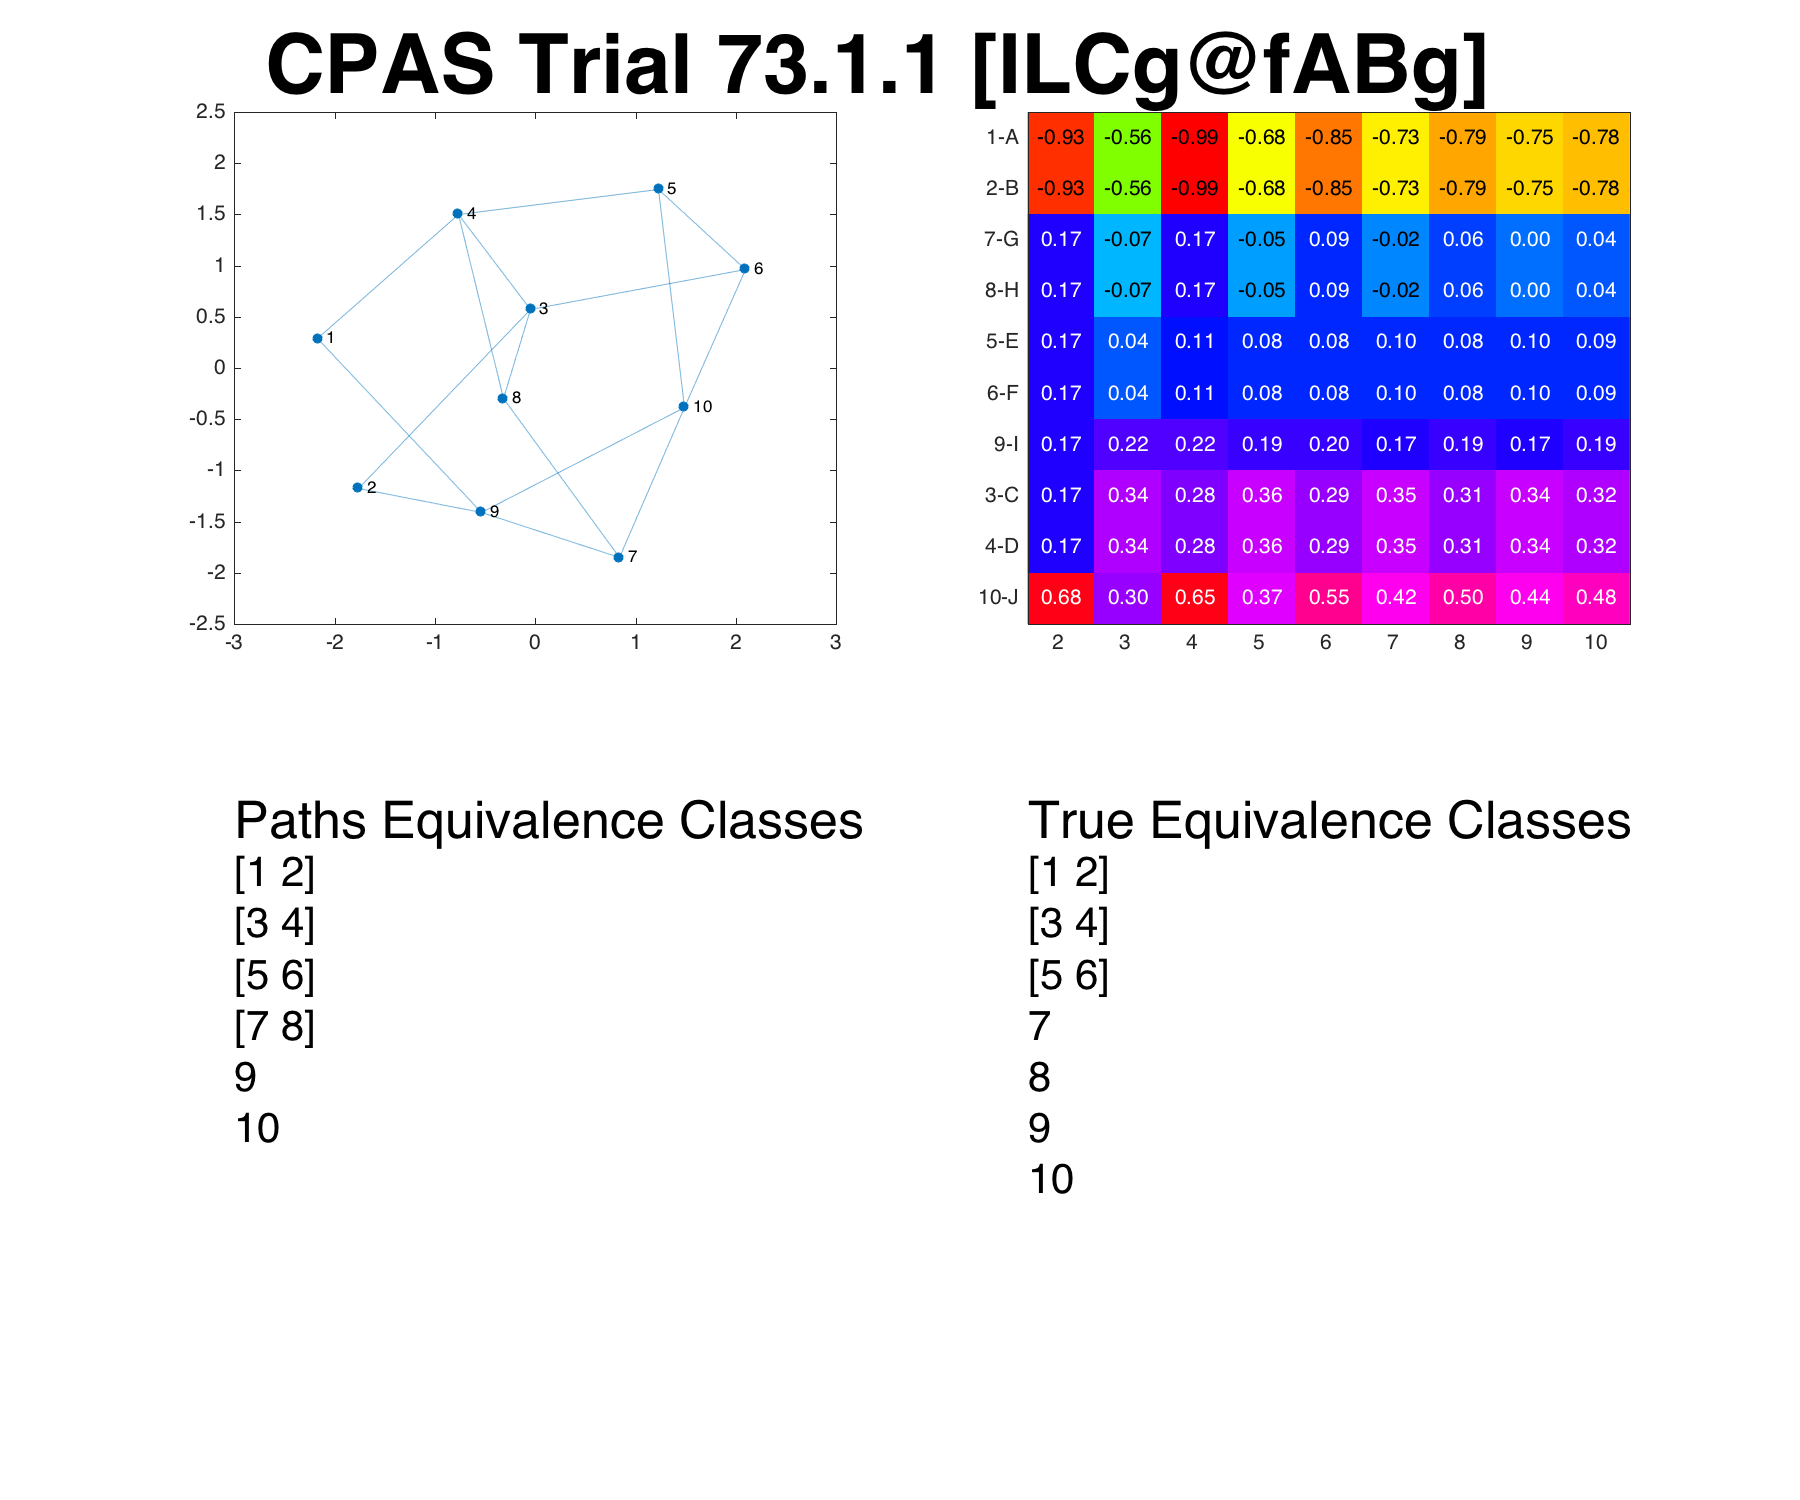 CPAS Trial 73.1.1 [ILCg@fABg]
2.5
2
1.5
1
0.5
0
-0.5
-1
-1.5
-2
-2.5
-3 -2 -1 0 1 2 3
5
4
6
3
1
8
10
2
9
7
1-A -0.93 -0.56 -0.99 -0.68 -0.85 -0.73 -0.79 -0.75 -0.78
2-B -0.93 -0.56 -0.99 -0.68 -0.85 -0.73 -0.79 -0.75 -0.78
7-G 0.17 -0.07 0.17 -0.05 0.09 -0.02 0.06 0.00 0.04
8-H 0.17 -0.07 0.17 -0.05 0.09 -0.02 0.06 0.00 0.04
5-E 0.17 0.04 0.11 0.08 0.08 0.10 0.08 0.10 0.09
6-F 0.17 0.04 0.11 0.08 0.08 0.10 0.08 0.10 0.09
9-I 0.17 0.22 0.22 0.19 0.20 0.17 0.19 0.17 0.19
3-C 0.17 0.34 0.28 0.36 0.29 0.35 0.31 0.34 0.32
4-D 0.17 0.34 0.28 0.36 0.29 0.35 0.31 0.34 0.32
10-J 0.68 0.30 0.65 0.37 0.55 0.42 0.50 0.44 0.48
2 3 4 5 6 7 8 9 10
Paths Equivalence Classes
[1 2]
[3 4]
[5 6]
[7 8]
9
10
True Equivalence Classes
[1 2]
[3 4]
[5 6]
7
8
9
10